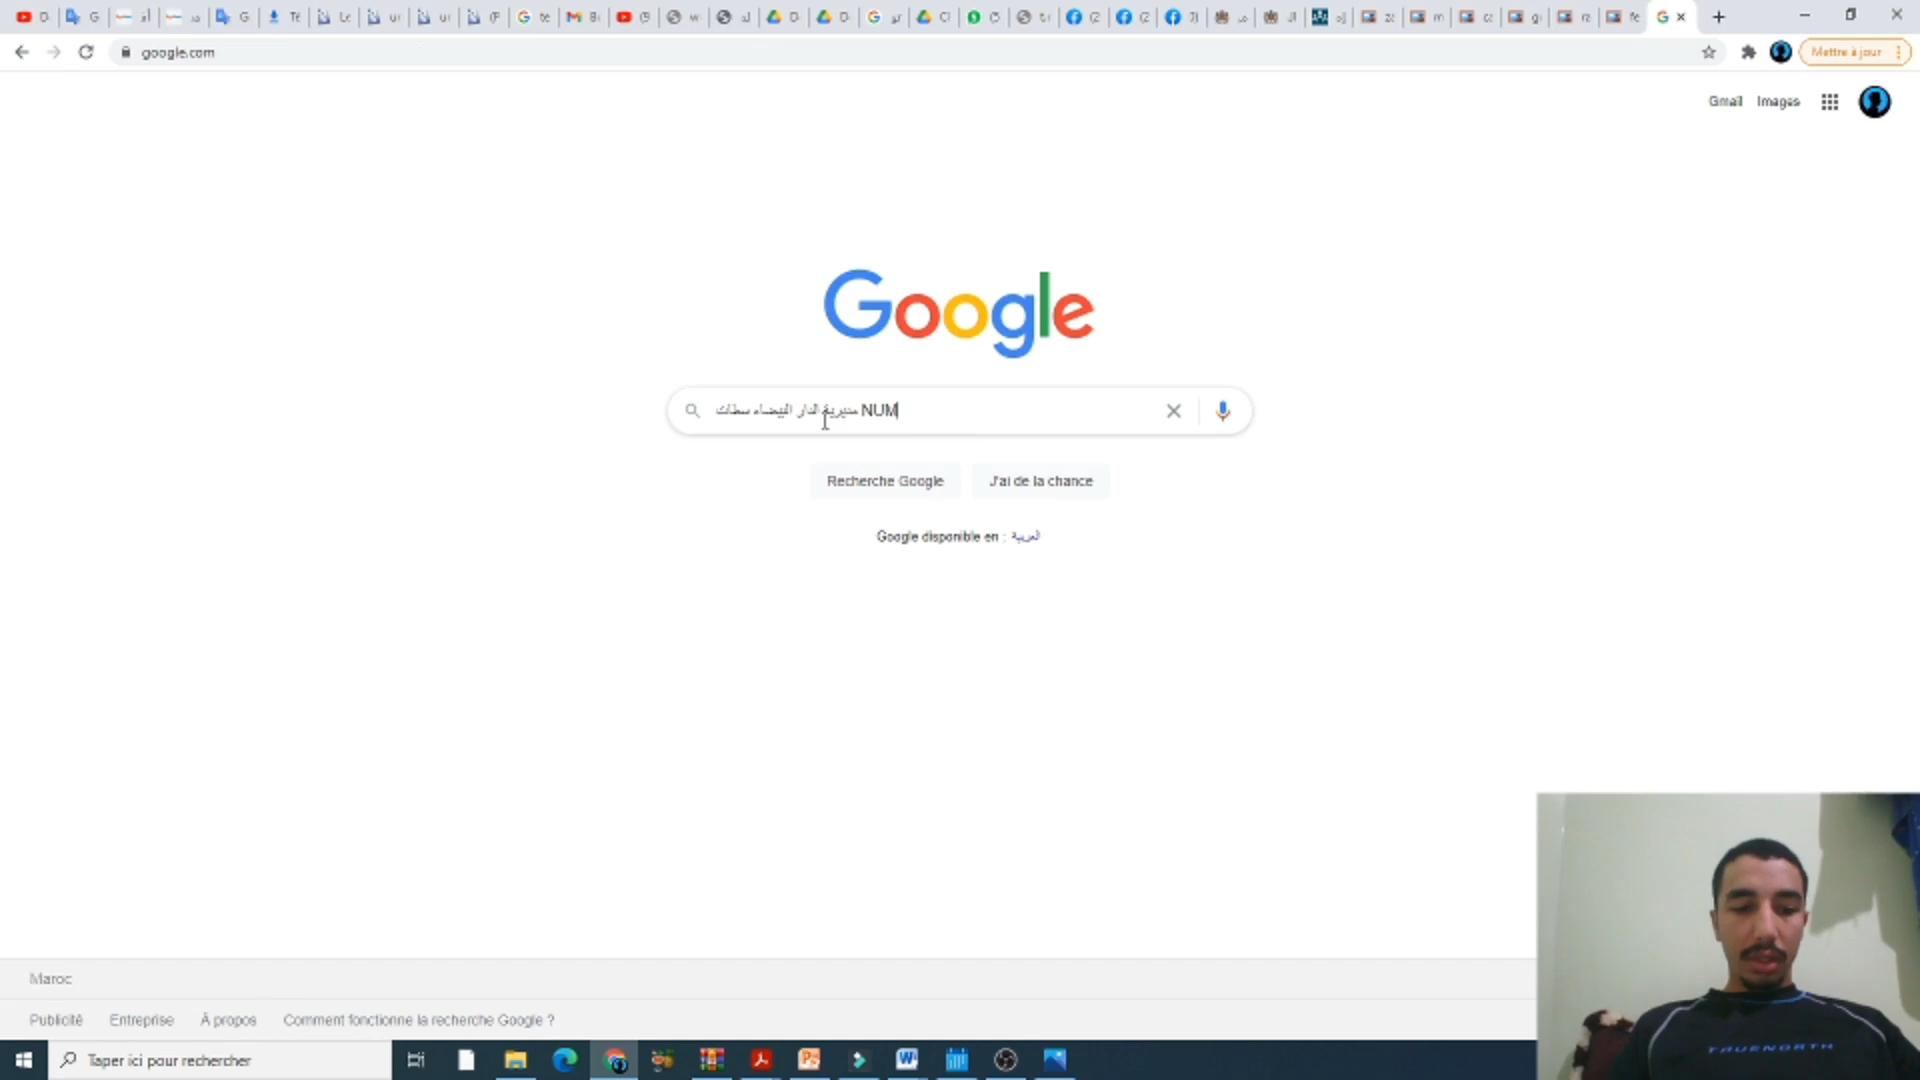 google.com
Mettre à jour
Gmail Images
Google
مديرية الدار البيضاء سطات NUM
Recherche Google J'ai de la chance
Google disponible en : العربية
Maroc
Publicité Entreprise À propos Comment fonctionne la recherche Google ?
Taper ici pour rechercher
TRUENORTH